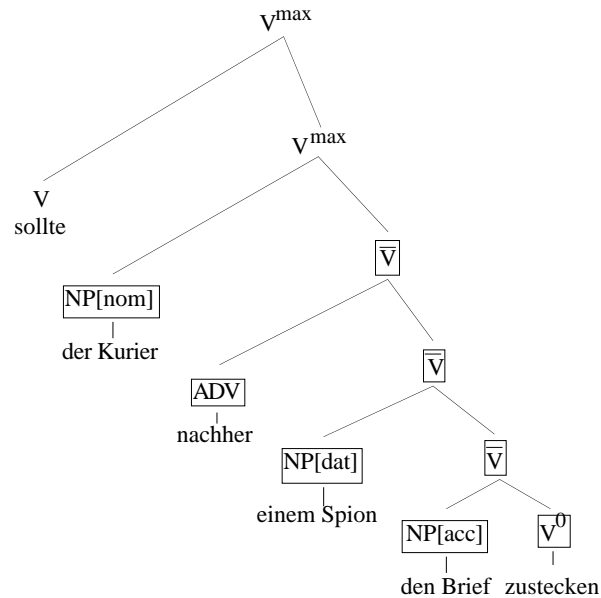 V^max
V^max
V
sollte
V̅
NP[nom]
der Kurier
V̅
ADV
nachher
V̅
NP[dat]
einem Spion
NP[acc]
V^0
den Brief
zustecken